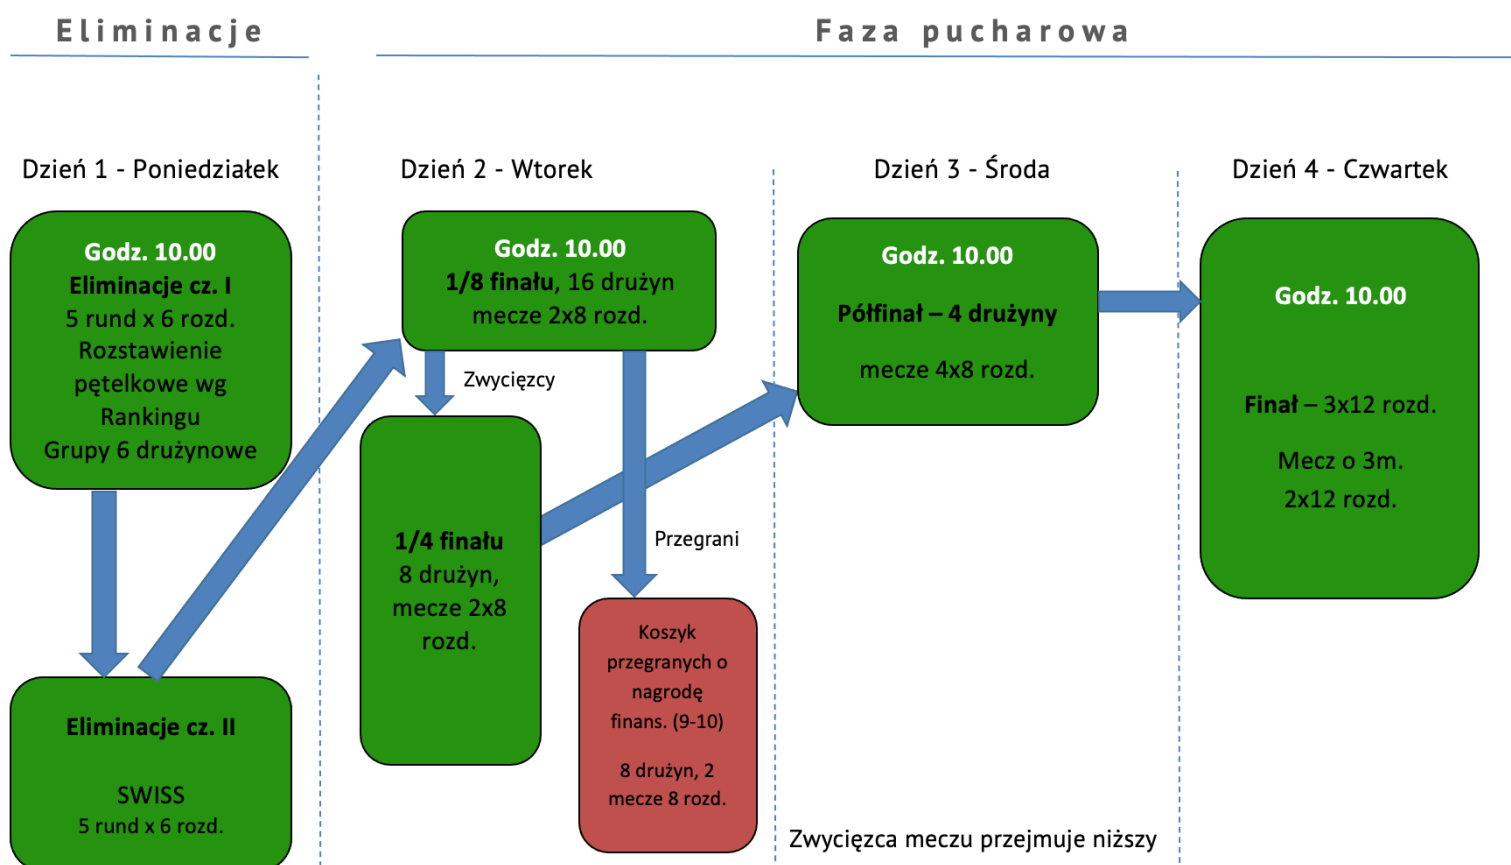 Eliminacje
Faza pucharowa
Dzień 1 - Poniedziałek
Godz. 10.00
Eliminacje cz. I
5 rund x 6 rozd.
Rozstawienie
pętelkowe wg
Rankingu
Grupy 6 drużynowe
Eliminacje cz. II
SWISS
5 rund x 6 rozd.
Dzień 2 - Wtorek
Godz. 10.00
1/8 finału, 16 drużyn
mecze 2x8 rozd.
Zwycięzcy
1/4 finału
8 drużyn,
mecze 2x8
rozd.
Przegrani
Koszyk
przegranych o
nagrodę
finans. (9-10)
8 drużyn, 2
mecze 8 rozd.
Dzień 3 - Środa
Godz. 10.00
Półfinał – 4 drużyny
mecze 4x8 rozd.
Zwycięzca meczu przejmuje niższy
Dzień 4 - Czwartek
Godz. 10.00
Finał – 3x12 rozd.
Mecz o 3m.
2x12 rozd.